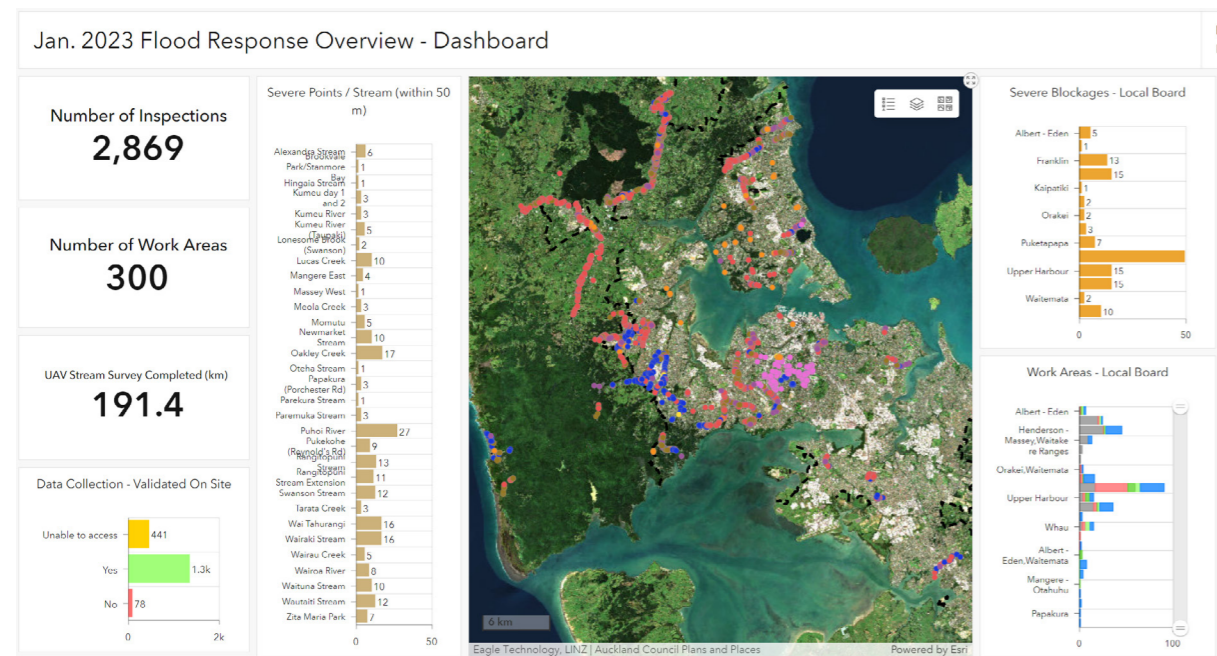 Jan. 2023 Flood Response Overview - Dashboard
Number of Inspections
2,869
Number of Work Areas
300
UAV Stream Survey Completed (km)
191.4
Data Collection - Validated On Site
Unable to access
441
Yes
1.3k
No
78
0
2k
Severe Points / Stream (within 50
m)
Alexandra Stream
6
Brookvale
Park/Stanmore
Bay
1
Hingaia Stream
1
Kumeu day 1
and 2
3
Kumeu River
3
Kumeu River
(Taupaki)
5
Lonesome Brook
(Swanson)
2
Lucas Creek
10
Mangere East
4
Massey West
1
Meola Creek
3
Momutu
5
Newmarket
Stream
10
Oakley Creek
17
Oteha Stream
1
Papakura
(Porchester Rd)
3
Parekura Stream
1
Paremuka Stream
3
Puhoi River
27
Pukekohe
(Reynold's Rd)
9
Rangitopuni
Stream
13
Rangitopuni
Stream Extension
11
Swanson Stream
12
Tarata Creek
3
Wai Tahurangi
16
Wairaki Stream
16
Wairau Creek
5
Wairoa River
8
Waituna Stream
10
Wautaiti Stream
12
Zita Maria Park
7
0
50
6 km
Eagle Technology, LINZ | Auckland Council Plans and Places
Powered by Esri
Severe Blockages - Local Board
Albert - Eden
5
1
Franklin
13
15
Kaipatiki
1
2
Orakei
2
3
Puketapapa
7
Upper Harbour
15
15
Waitemata
2
10
0
50
Work Areas - Local Board
Albert - Eden
Henderson -
Massey,Waitake
re Ranges
Orakei,Waitemata
Upper Harbour
Whau
Albert -
Eden,Waitemata
Mangere -
Otahuhu
Papakura
0
100